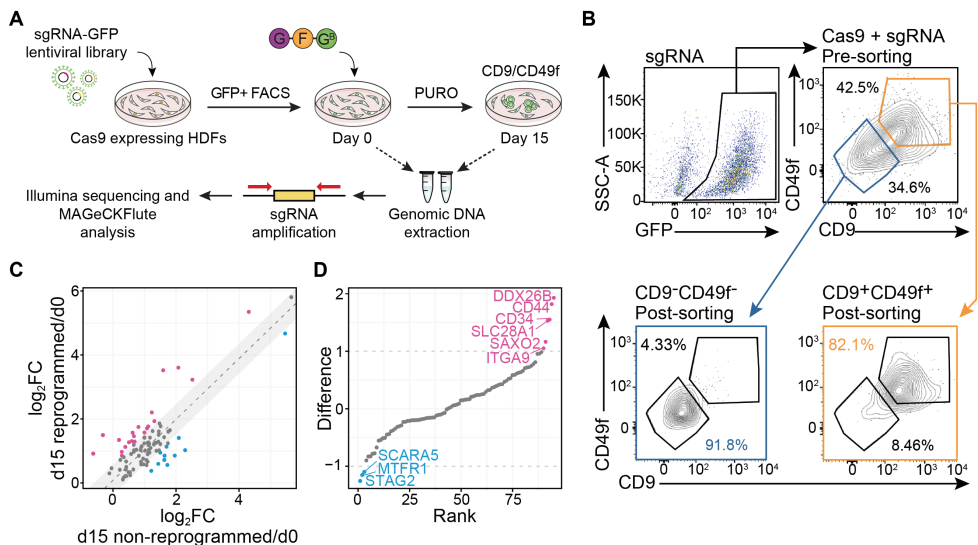 A
sgRNA-GFP
lentiviral library
Cas9 expressing HDFs
GFP+ FACS
G F Gᴮ
Day 0
PURO
CD9/CD49f
Day 15
Illumina sequencing and
MAGeCKFlute
analysis
sgRNA
amplification
Genomic DNA
extraction
B
sgRNA
SSC-A
150K
100K
50K
0
0 10² 10³ 10⁴
GFP
Cas9 + sgRNA
Pre-sorting
CD49f
10³
10²
0
42.5%
34.6%
0 10² 10³ 10⁴
CD9
CD9⁻CD49f⁻
Post-sorting
CD49f
4.33%
10²
0
91.8%
0 10² 10³ 10⁴
CD9
CD9⁺CD49f⁺
Post-sorting
82.1%
10²
0
8.46%
0 10² 10³ 10⁴
C
log₂FC
d15 reprogrammed/d0
6
4
2
0
0 2 4
log₂FC
d15 non-reprogrammed/d0
D
Difference
2
1
0
−1
DDX26B
CD44
CD34
SLC28A1
SAXO2
ITGA9
SCARA5
MTFR1
STAG2
0 25 50 75
Rank